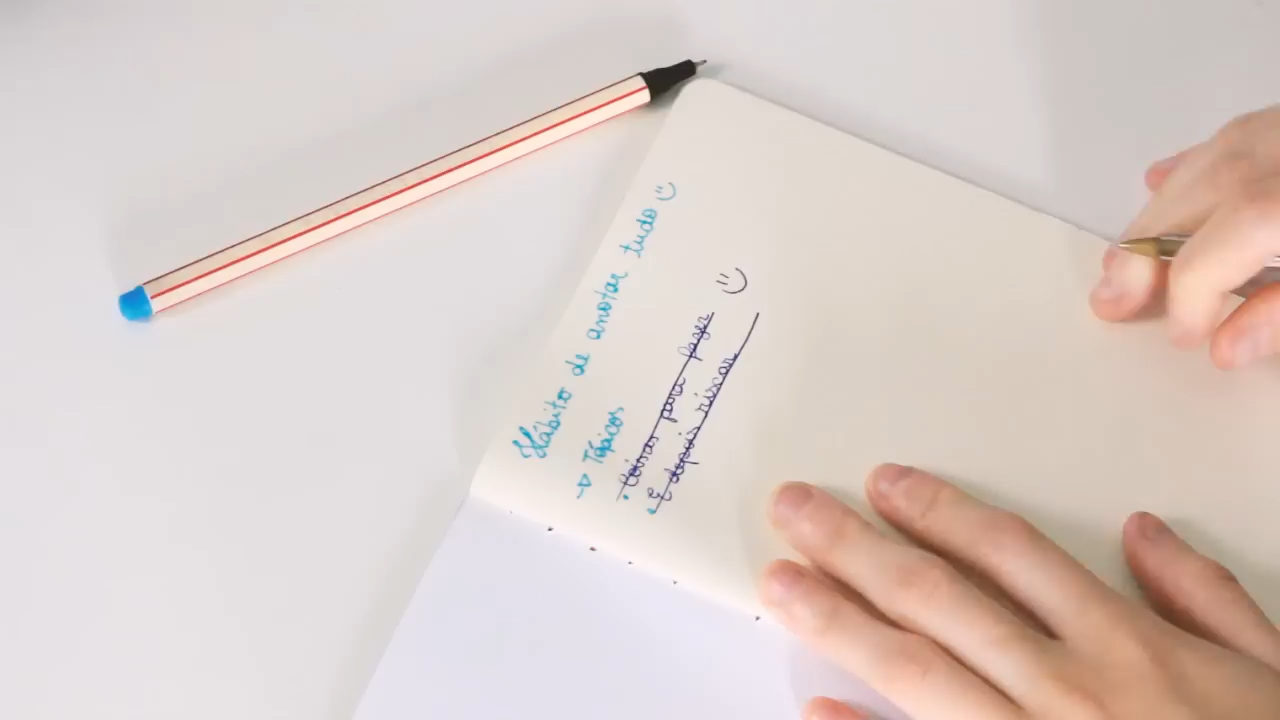 Hábito de anotar tudo
→ Tópicos
• Coisas para fazer
• E depois riscar